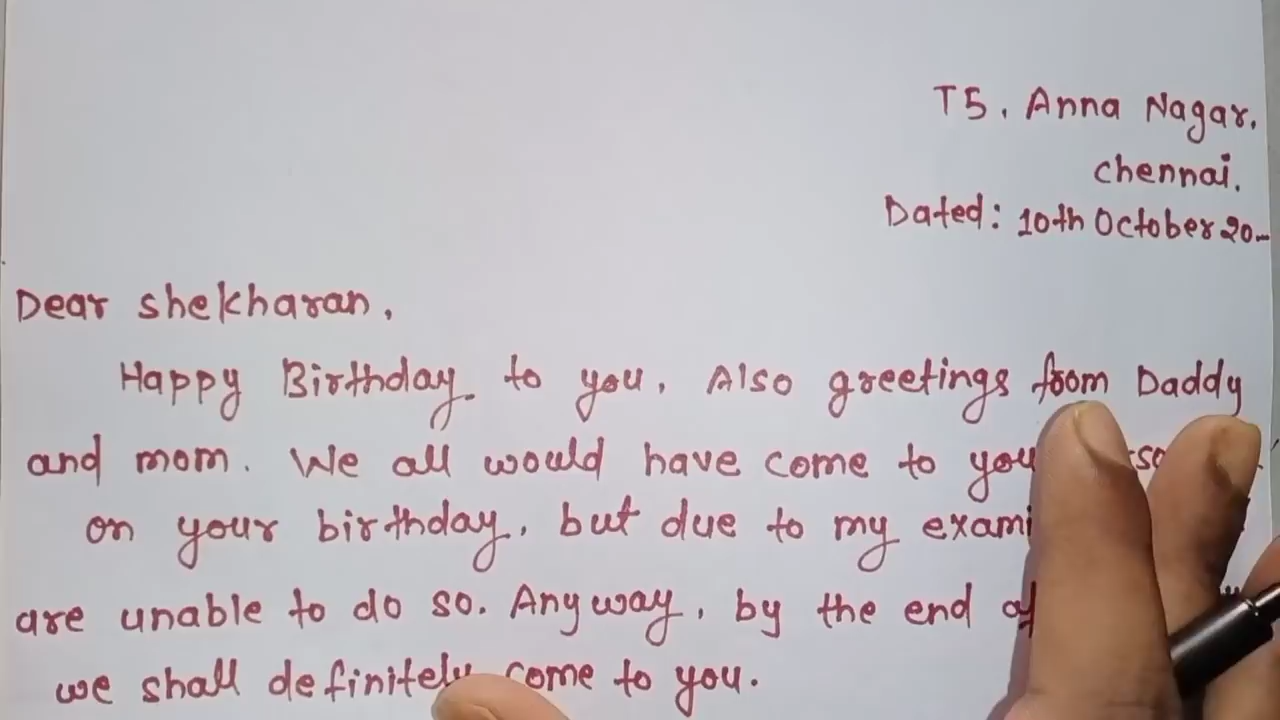 T5, Anna Nagar,
chennai.
Dated: 10th October 20...
Dear shekharan,
Happy Birthday to you. Also greetings from Daddy
and mom. We all would have come to you
on your birthday, but due to my
are unable to do so. Anyway, by the end of
we shall definitely come to you.